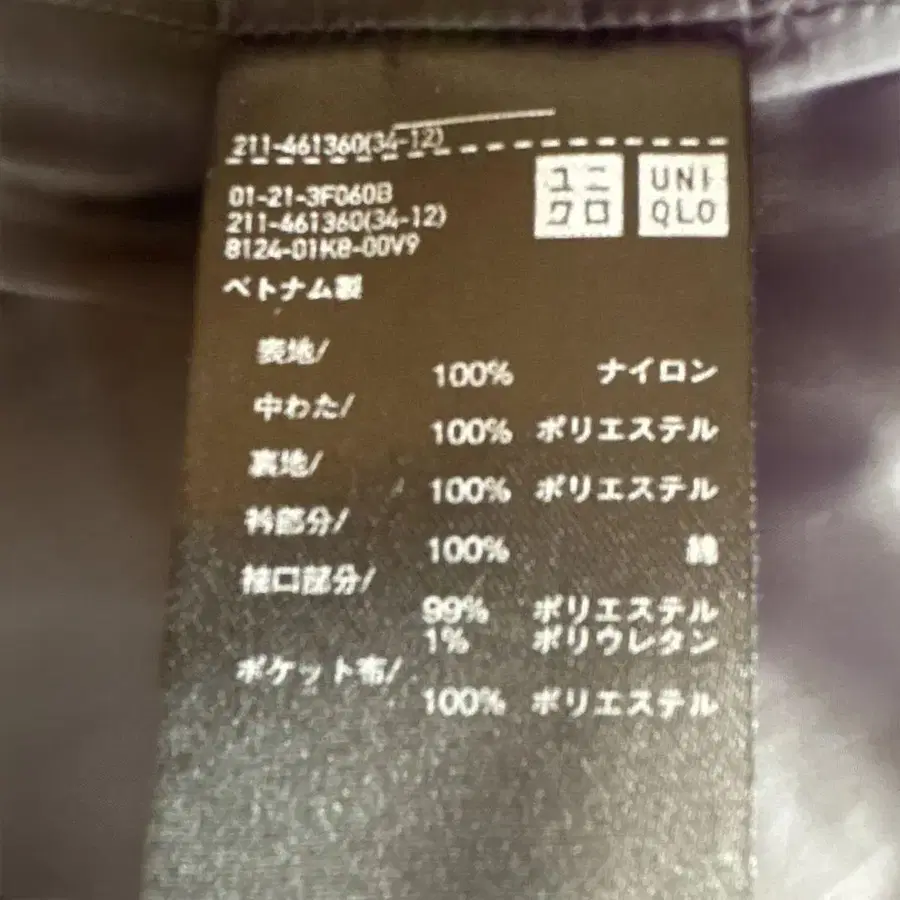 211-461360(34-12)
ユニ
クロ
UNI
QLO
01-21-3F060B
211-461360(34-12)
8124-01K8-00V9
ベトナム製
表地/
100% ナイロン
中わた/
100% ポリエステル
裏地/
100% ポリエステル
衿部分/
100% 綿
袖口部分/
99% ポリエステル
1% ポリウレタン
ポケット布/
100% ポリエステル